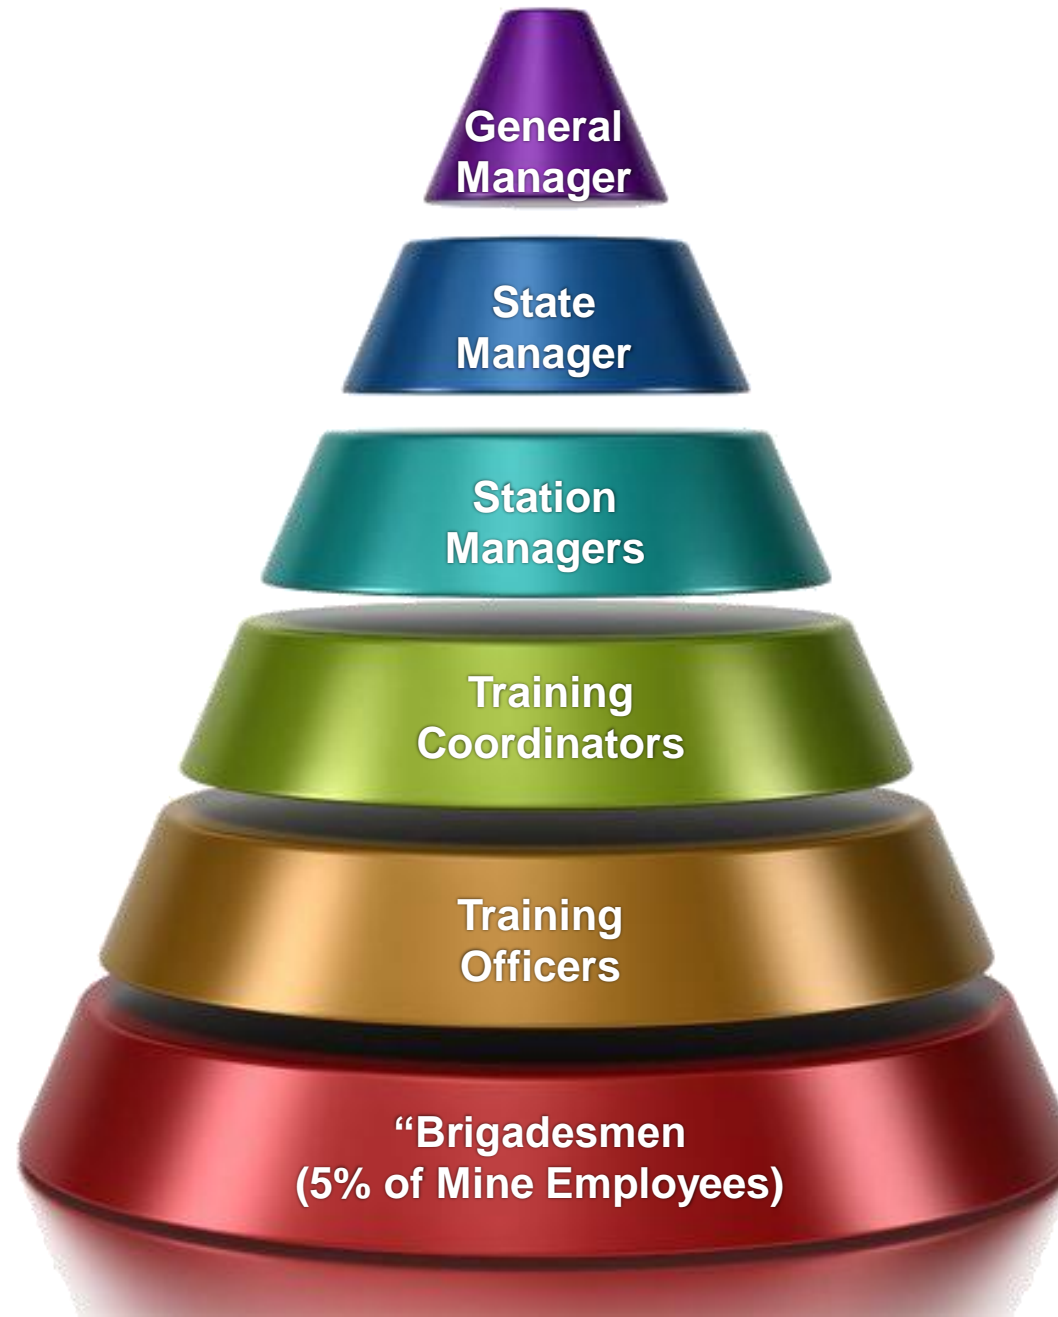 General
Manager
State
Manager
Station
Managers
Training
Coordinators
Training
Officers
“Brigadesmen
(5% of Mine Employees)